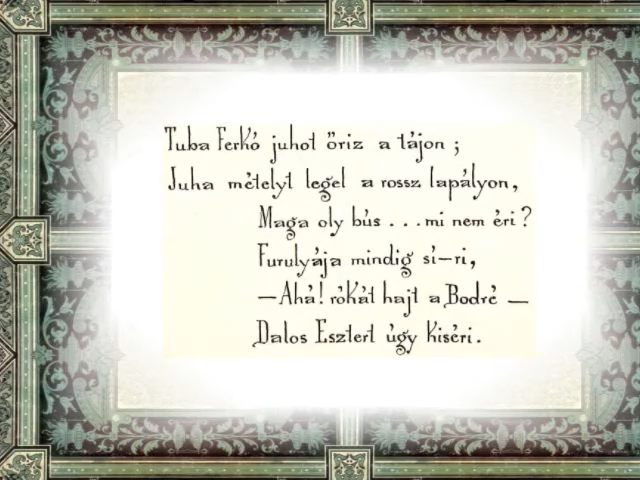 Tuba Ferkó juhot őriz a tájon ;
Juha mételyt legel a rossz lapályon,
Maga oly bús . . . mi nem éri ?
Furulyája mindig sí–ri,
— Ahá! rókát hajt a Bodré —
Dalos Esztert úgy kiséri.